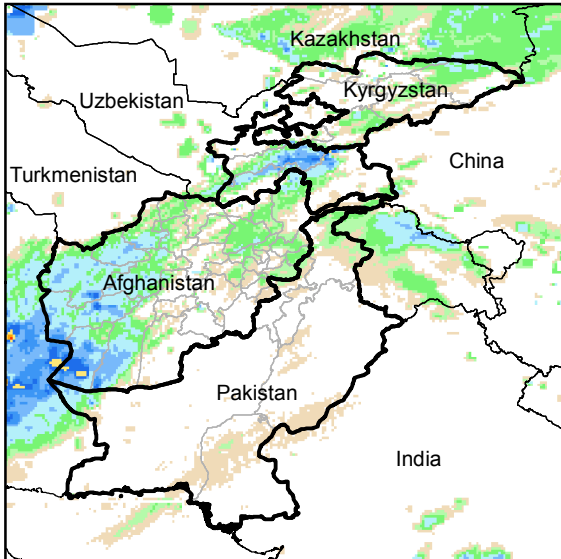 Kazakhstan
Kyrgyzstan
Uzbekistan
China
Turkmenistan
Afghanistan
Pakistan
India